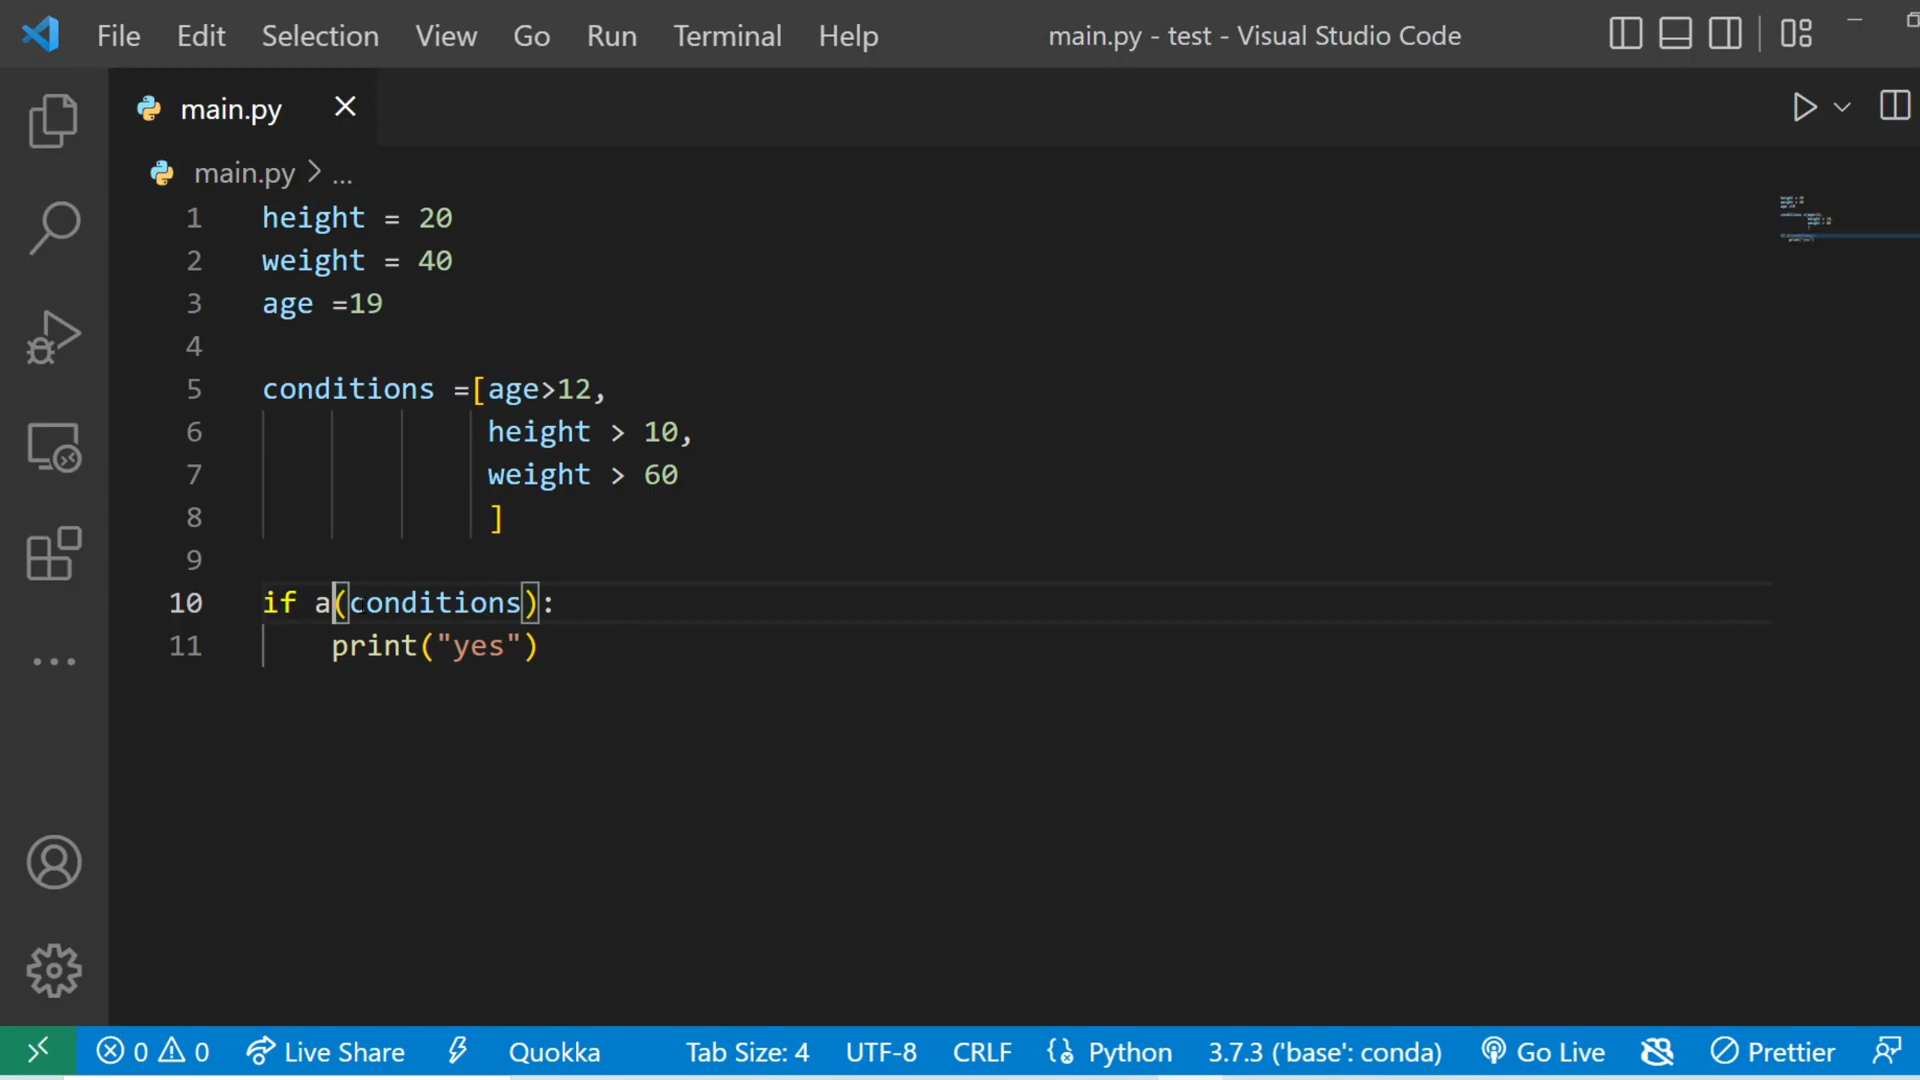 File Edit Selection View Go Run Terminal Help main.py - test - Visual Studio Code
main.py
main.py > ...
1 height = 20
2 weight = 40
3 age =19
4
5 conditions =[age>12,
6 height > 10,
7 weight > 60
8 ]
9
10 if a(conditions):
11 print("yes")
0 0 Live Share Quokka Tab Size: 4 UTF-8 CRLF Python 3.7.3 ('base': conda) Go Live Prettier